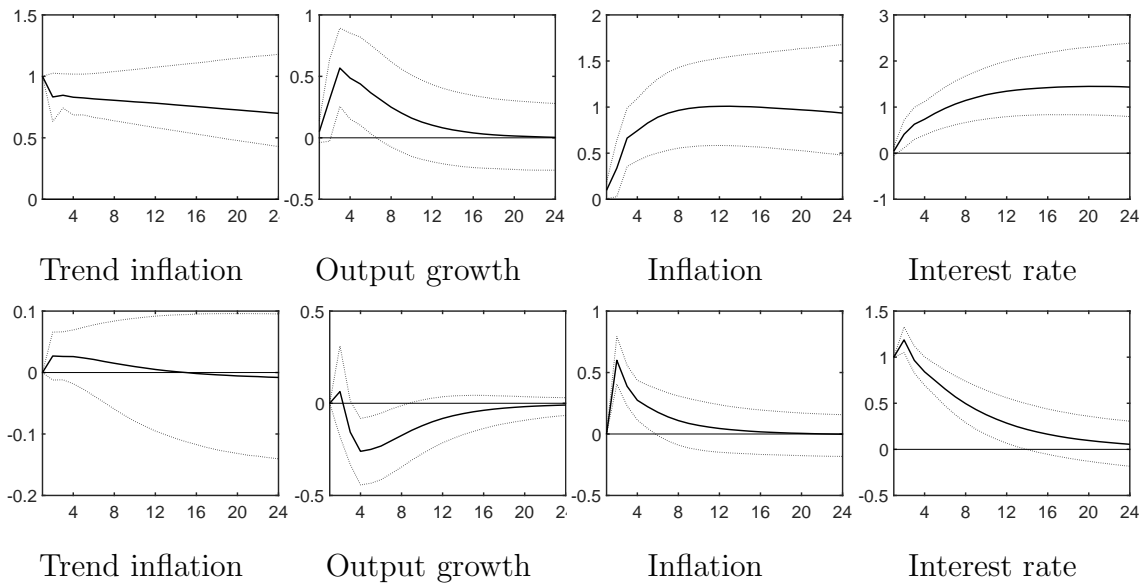 1.5 1 2 3
1 0.5 1.5 2
0.5 0 1 1
0.5 0
0 -0.5 0 -1
4 8 12 16 20 24 4 8 12 16 20 24 4 8 12 16 20 24 4 8 12 16 20 24
Trend inflation Output growth Inflation Interest rate
0.1 0.5 1 1.5
0 0 0.5 1
-0.1 0 0.5
0
-0.2 -0.5 -0.5 -0.5
4 8 12 16 20 24 4 8 12 16 20 24 4 8 12 16 20 24 4 8 12 16 20 24
Trend inflation Output growth Inflation Interest rate